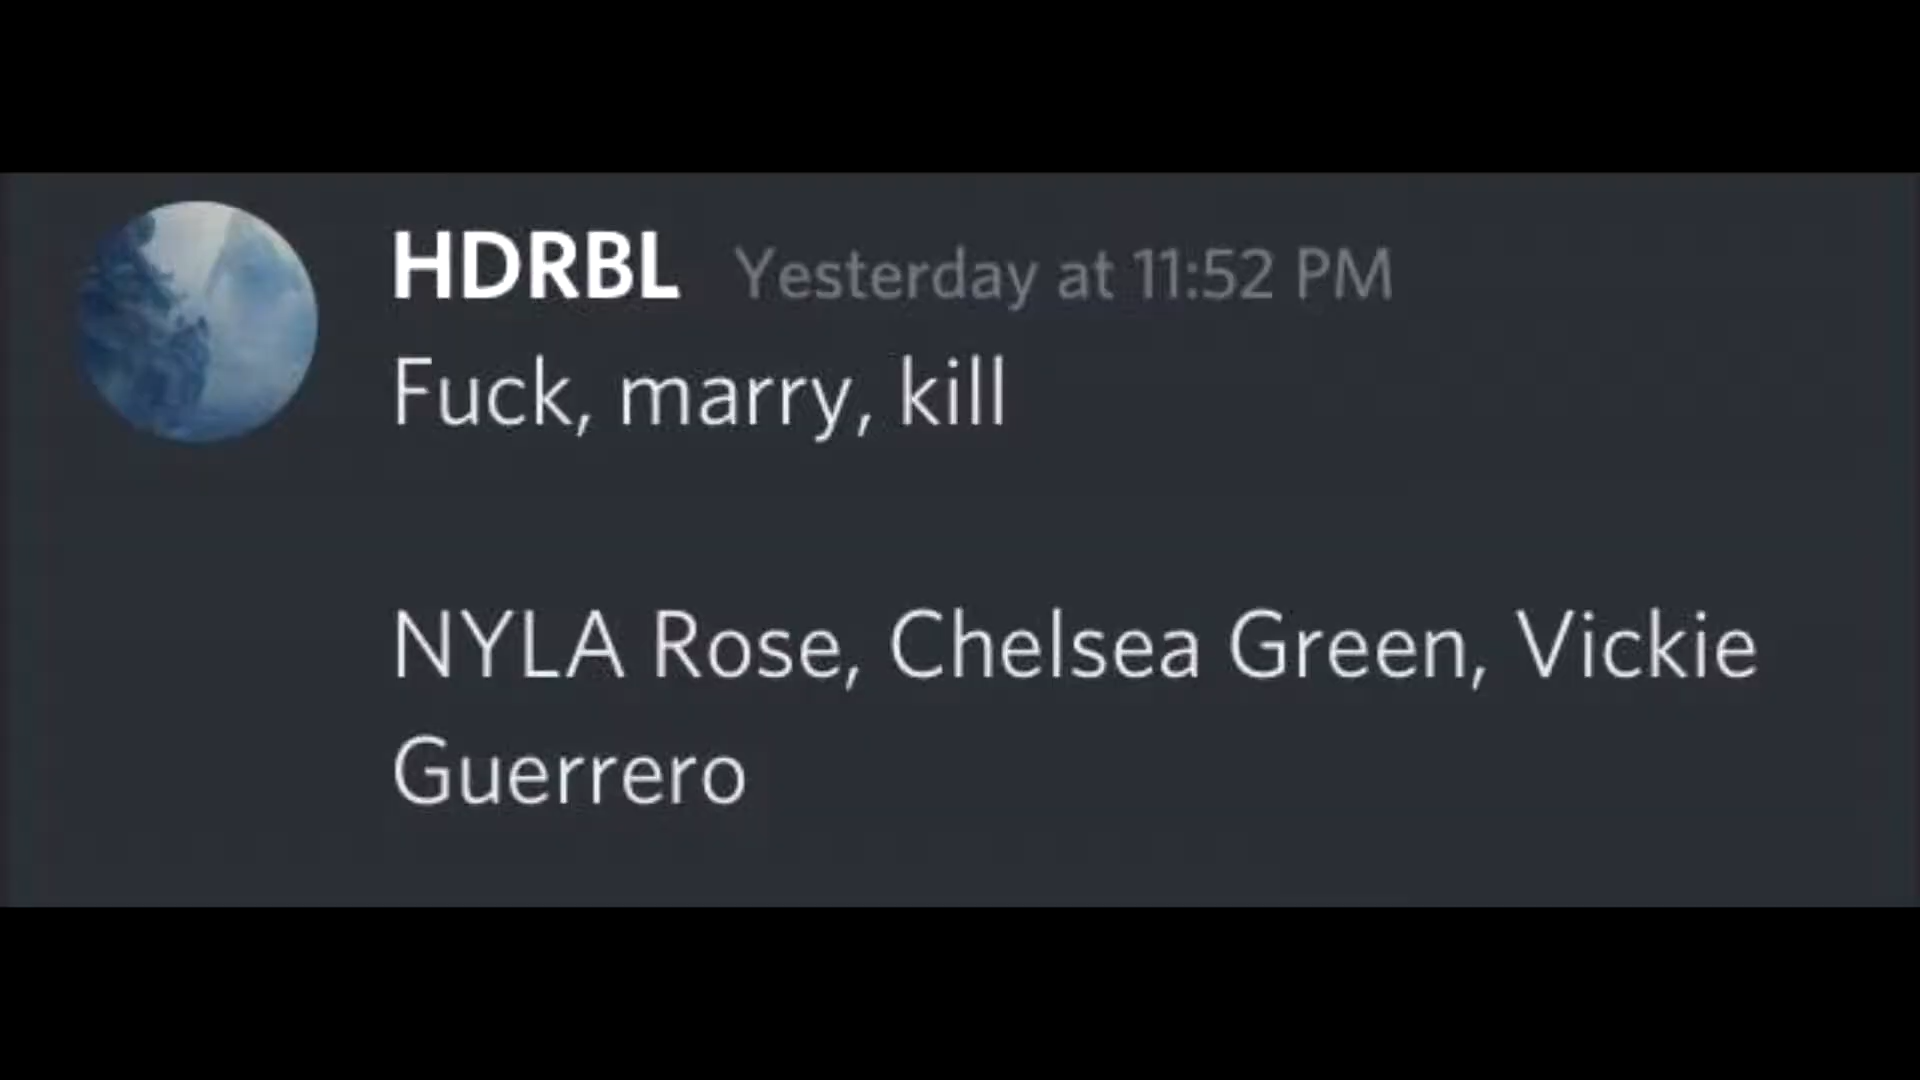 HDRBL Yesterday at 11:52 PM
Fuck, marry, kill
NYLA Rose, Chelsea Green, Vickie
Guerrero